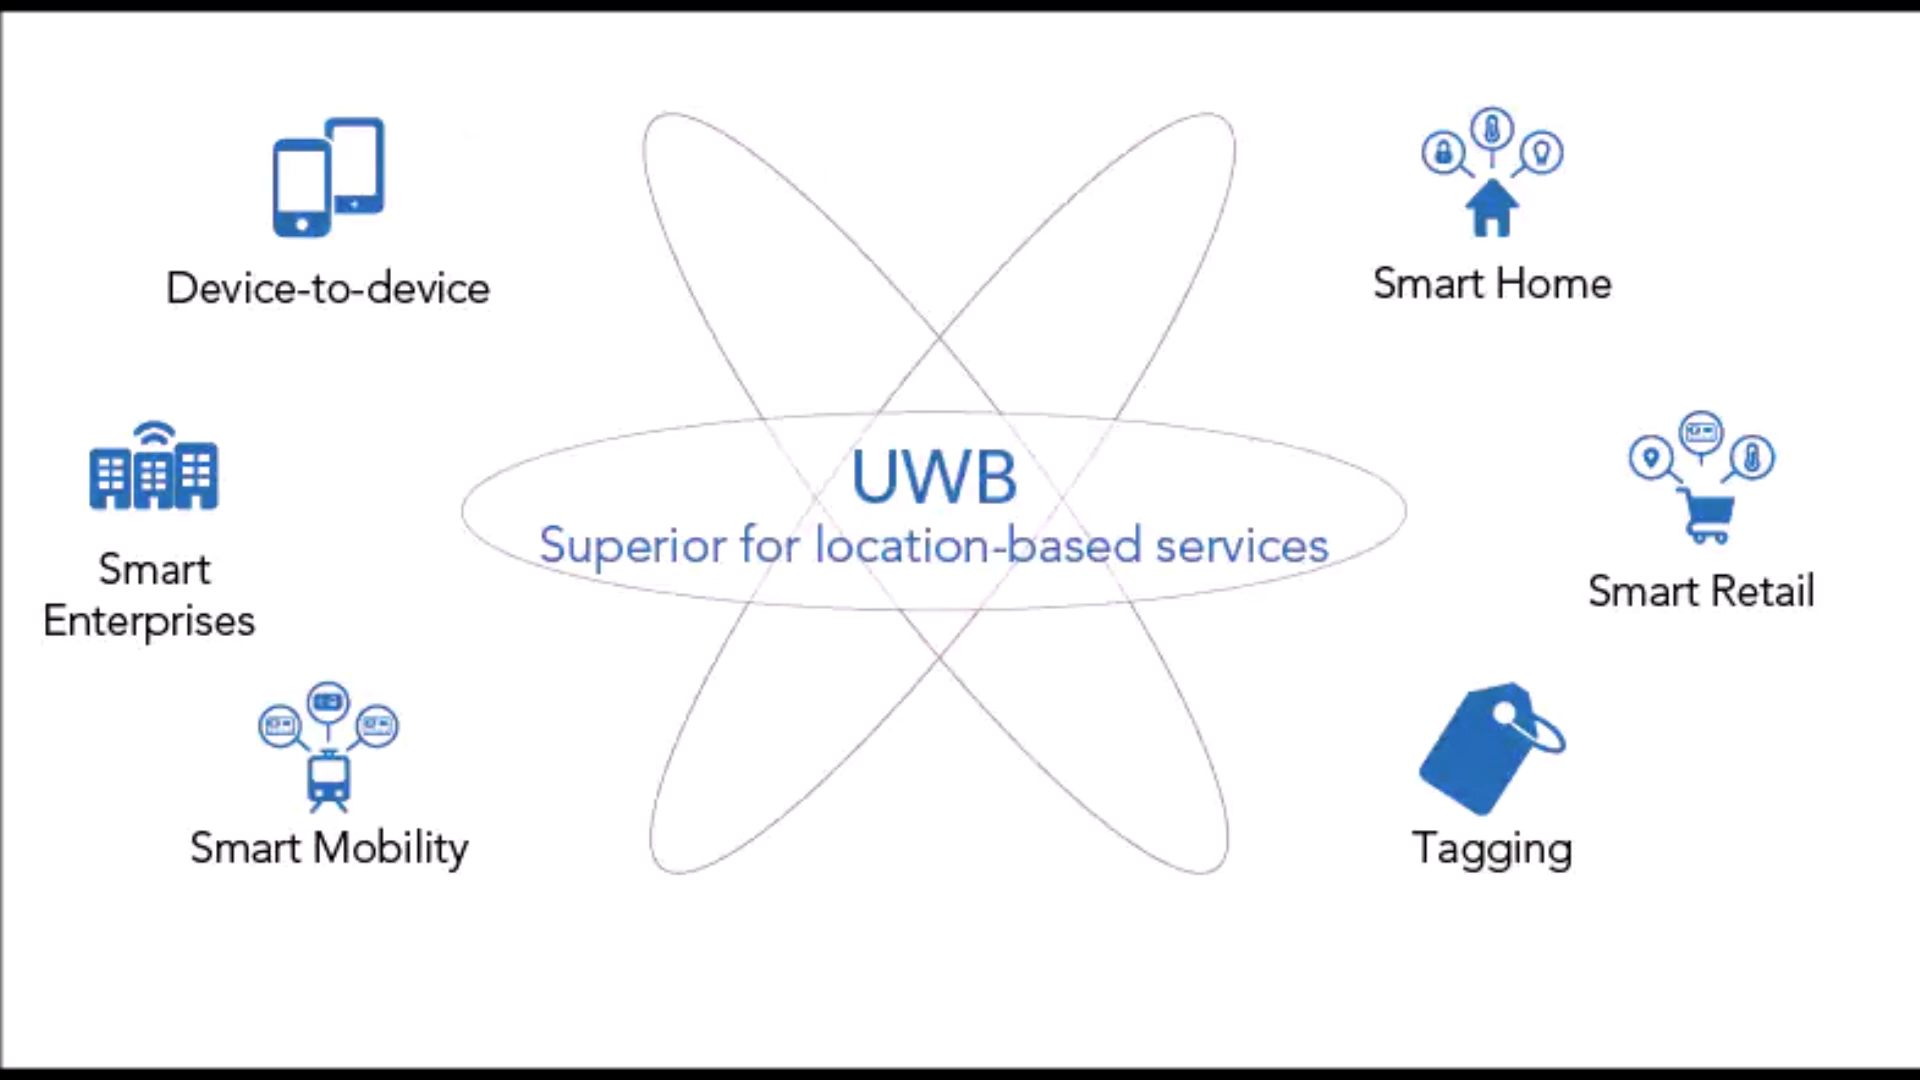 Device-to-device
Smart Home
UWB
Superior for location-based services
Smart
Enterprises
Smart Retail
Smart Mobility
Tagging